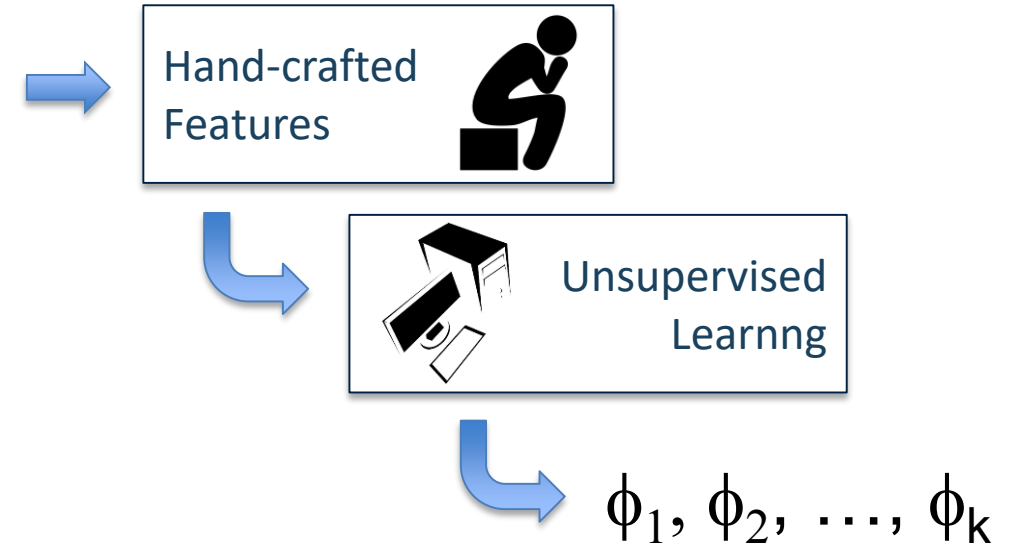 Hand-crafted
Features
Unsupervised
Learnng
ϕ₁, ϕ₂, ..., ϕₖ